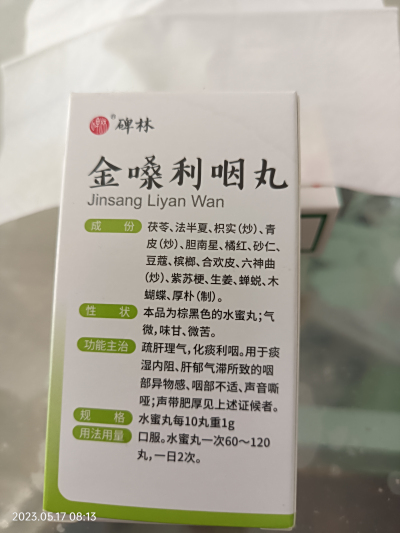 碑林®
金嗓利咽丸
Jinsang Liyan Wan
成 份 茯苓、法半夏、枳实(炒)、青
皮(炒)、胆南星、橘红、砂仁、
豆蔻、槟榔、合欢皮、六神曲
(炒)、紫苏梗、生姜、蝉蜕、木
蝴蝶、厚朴(制)。
性 状 本品为棕黑色的水蜜丸;气
微,味甘、微苦。
功能主治 疏肝理气,化痰利咽。用于痰
湿内阻、肝郁气滞所致的咽
部异物感、咽部不适、声音嘶
哑;声带肥厚见上述证候者。
规 格 水蜜丸每10丸重1g
用法用量 口服。水蜜丸一次60～120
丸,一日2次。
2023.05.17 08:13